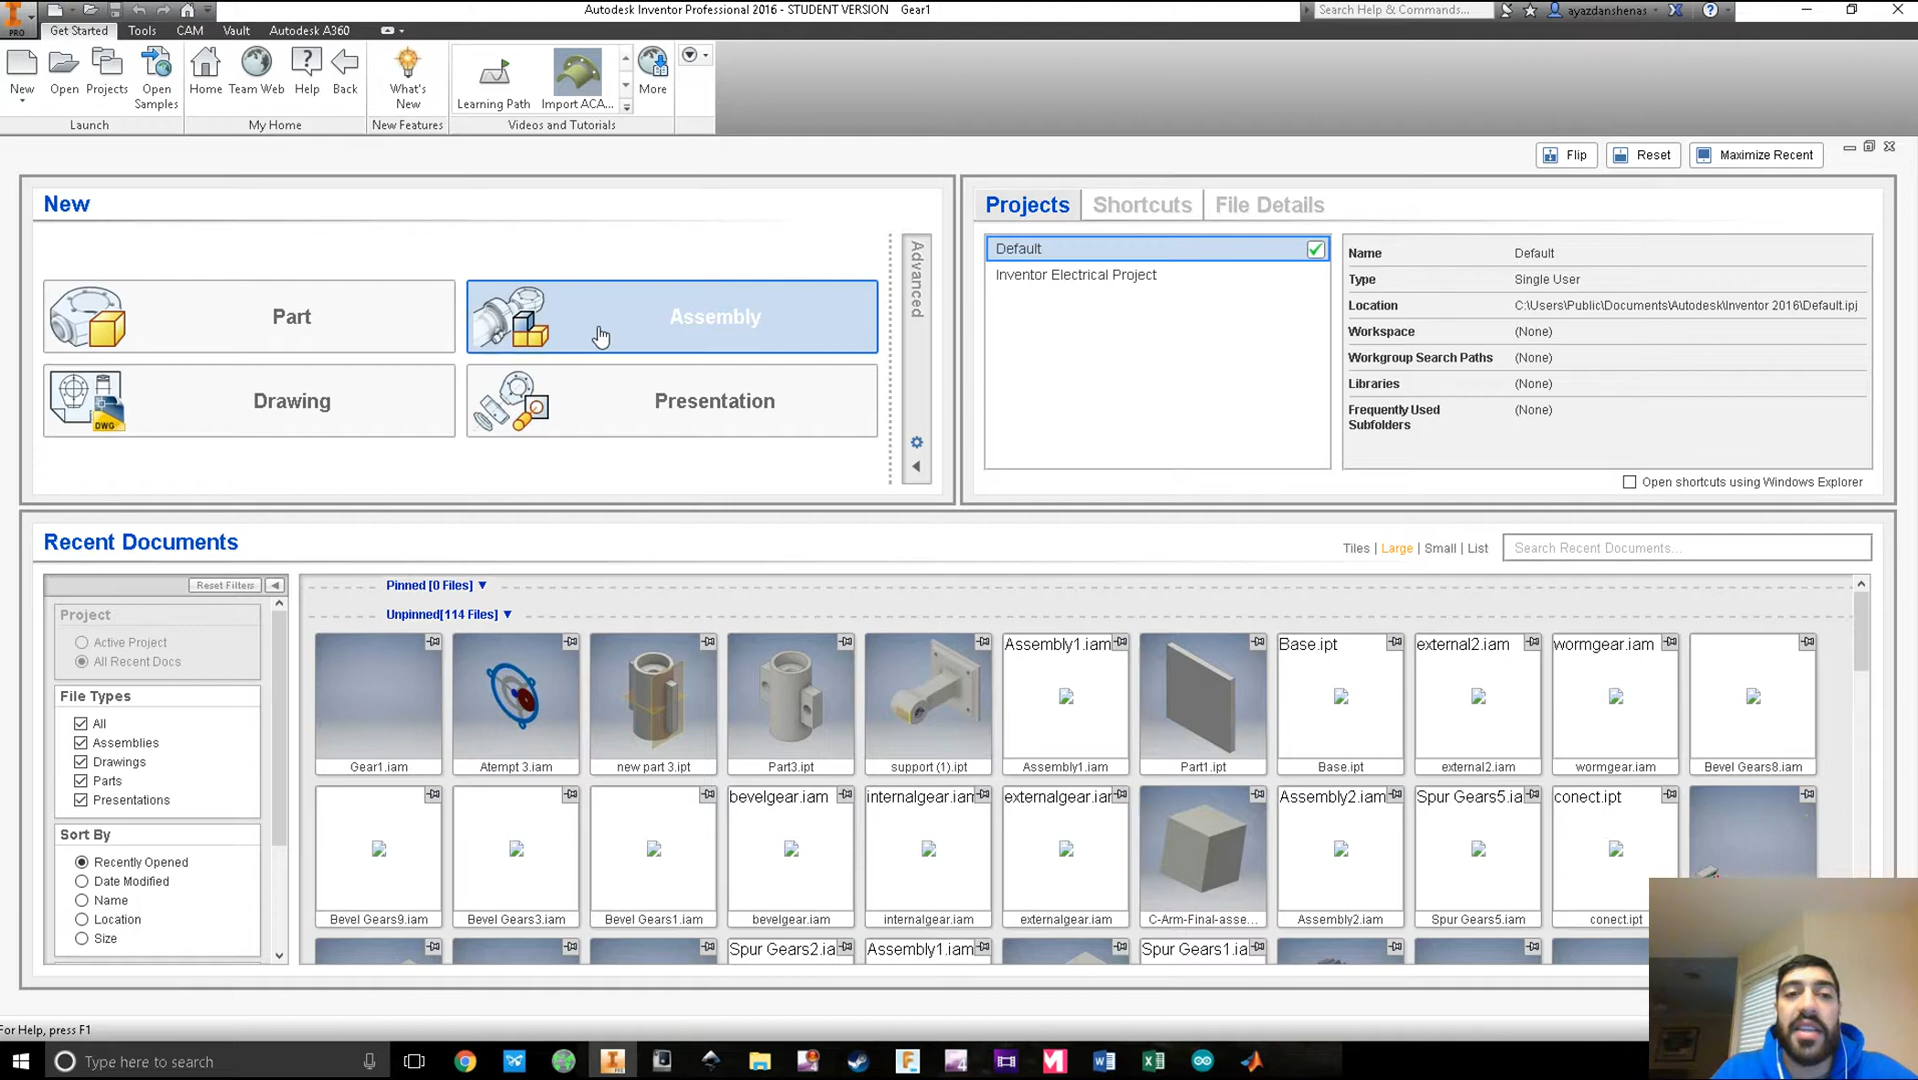 Autodesk Inventor Professional 2016 - STUDENT VERSION Gear1
Search Help & Commands...
ayazdanshenas
PRO
Get Started
Tools
CAM
Vault
Autodesk A360
New
Open
Projects
Open Samples
Home
Team Web
Help
Back
What's New
Learning Path
Import ACA...
More
Launch
My Home
New Features
Videos and Tutorials
Flip
Reset
Maximize Recent
New
Part
Assembly
Drawing
DWG
Presentation
Advanced
Projects
Shortcuts
File Details
Default
Inventor Electrical Project
Name Default
Type Single User
Location C:\Users\Public\Documents\Autodesk\Inventor 2016\Default.ipj
Workspace (None)
Workgroup Search Paths (None)
Libraries (None)
Frequently Used Subfolders (None)
Open shortcuts using Windows Explorer
Recent Documents
Tiles | Large | Small | List
Search Recent Documents...
Reset Filters
Project
Active Project
All Recent Docs
File Types
All
Assemblies
Drawings
Parts
Presentations
Sort By
Recently Opened
Date Modified
Name
Location
Size
Pinned [0 Files]
Unpinned[114 Files]
Assembly1.iam
Base.ipt
external2.iam
wormgear.iam
Gear1.iam
Atempt 3.iam
new part 3.ipt
Part3.ipt
support (1).ipt
Assembly1.iam
Part1.ipt
Base.ipt
external2.iam
wormgear.iam
Bevel Gears8.iam
bevelgear.iam
internalgear.iam
externalgear.iar
Assembly2.iam
Spur Gears5.ia
conect.ipt
Bevel Gears9.iam
Bevel Gears3.iam
Bevel Gears1.iam
bevelgear.iam
internalgear.iam
externalgear.iam
C-Arm-Final-asse...
Assembly2.iam
Spur Gears5.iam
conect.ipt
Spur Gears2.ia
Assembly1.iam
Spur Gears1.ia
For Help, press F1
Type here to search